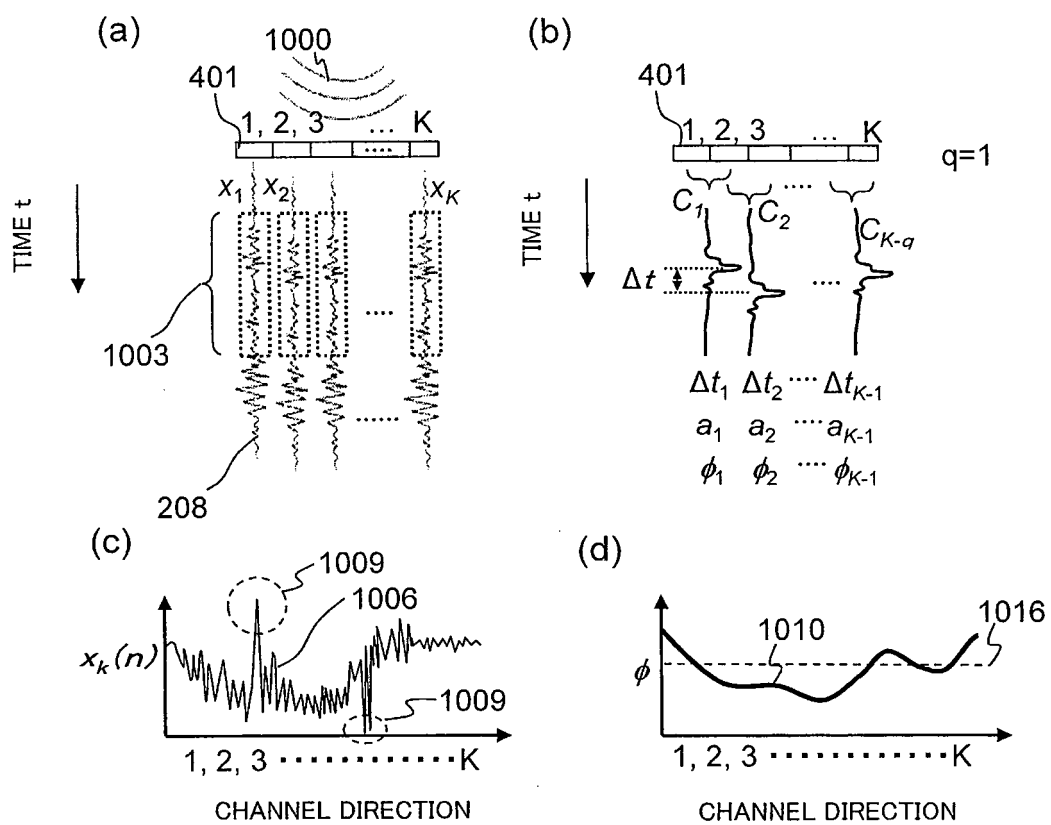 (a)
1000
401
1, 2, 3 ... K
....
x1 x2 xK
TIME t
1003
....
......
208
(b)
401
1, 2, 3 ... K
q=1
....
C1 C2 CK-q
TIME t
Δt
....
Δt1 Δt2 .... ΔtK-1
a1 a2 .... aK-1
ϕ1 ϕ2 .... ϕK-1
(c)
1009
1006
xk(n)
1009
1, 2, 3 ............ K
CHANNEL DIRECTION
(d)
1010
1016
ϕ
1, 2, 3 ............ K
CHANNEL DIRECTION